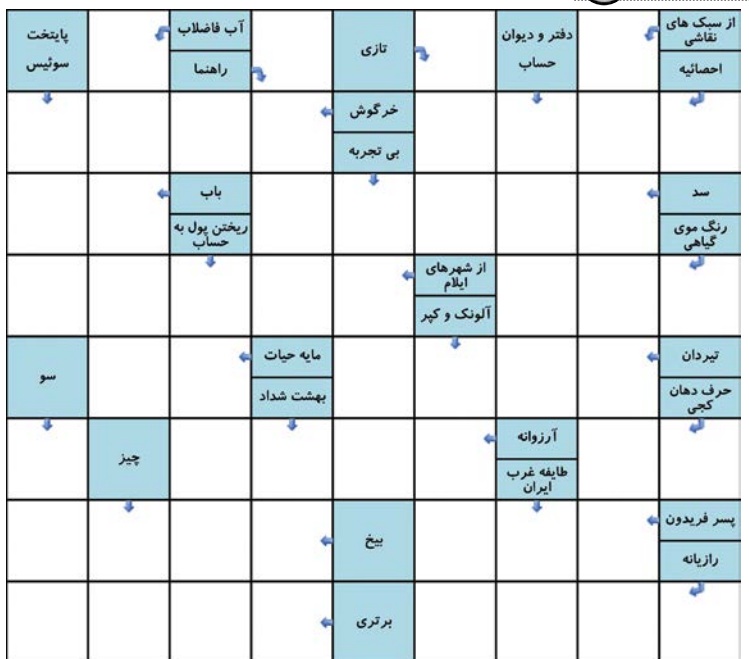 از سبک های
نقاشی
احصائیه
دفتر و دیوان
حساب
تازی
آب فاضلاب
راهنما
پایتخت
سوئیس
خرگوش
بی تجربه
سد
رنگ موی
گیاهی
باب
ریختن پول به
حساب
از شهرهای
ایلام
آلونک و کپر
تیردان
حرف دهان
کجی
مایه حیات
بهشت شداد
سو
آرزوانه
طایفه غرب
ایران
چیز
پسر فریدون
رازیانه
بیخ
برتری